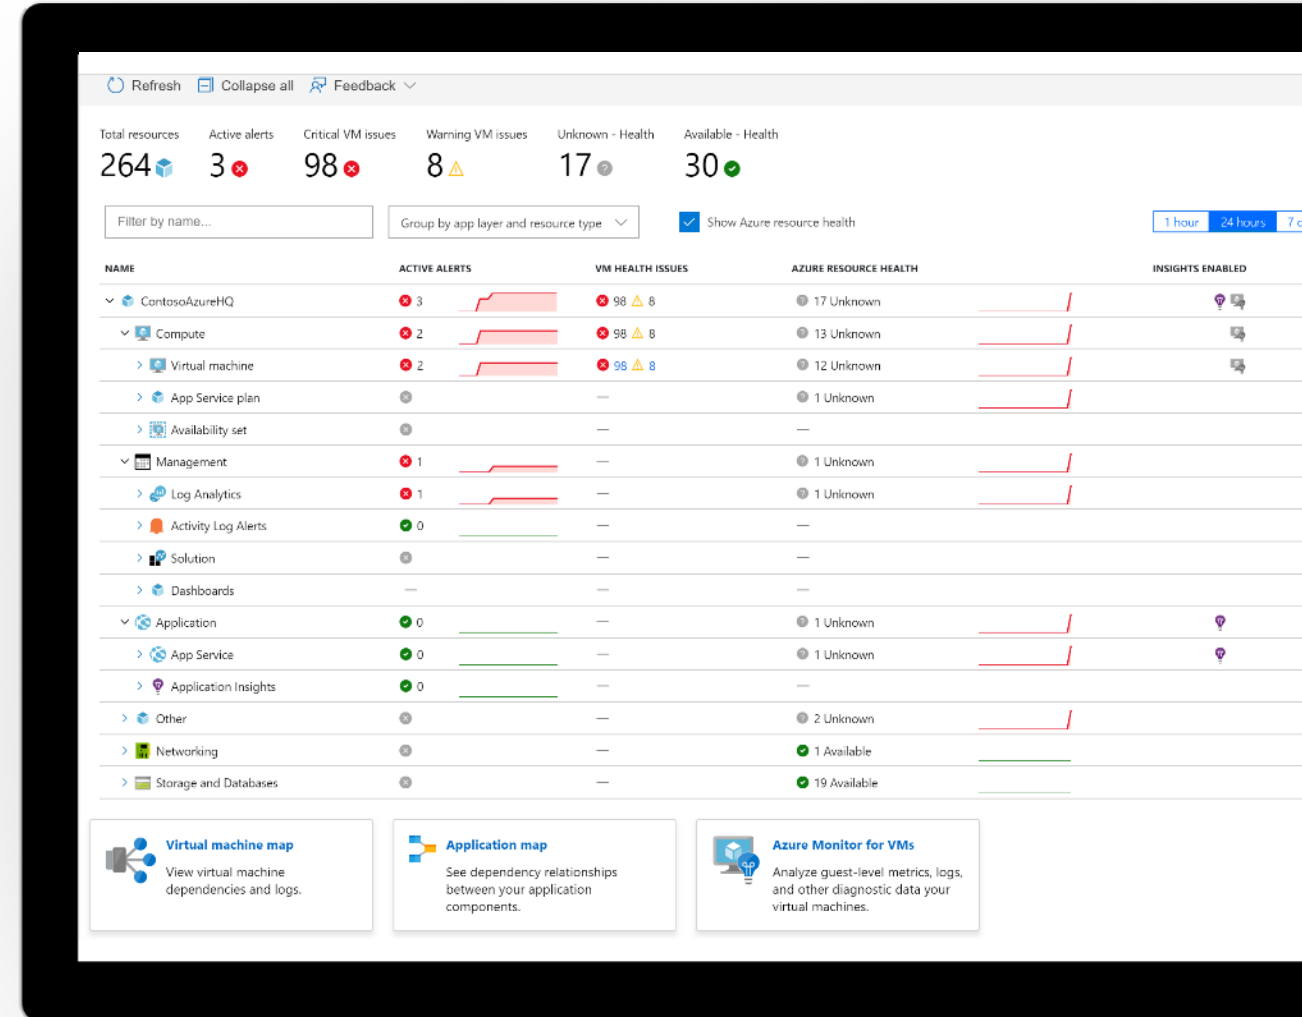 Refresh Collapse all Feedback
Total resources Active alerts Critical VM issues Warning VM issues Unknown - Health Available - Health
264 3 98 8 17 30
Filter by name... Group by app layer and resource type Show Azure resource health 1 hour 24 hours 7
NAME ACTIVE ALERTS VM HEALTH ISSUES AZURE RESOURCE HEALTH INSIGHTS ENABLED
ContosoAzureHQ 3 98 8 17 Unknown
Compute 2 98 8 13 Unknown
Virtual machine 2 98 8 12 Unknown
App Service plan — 1 Unknown
Availability set — —
Management 1 — 1 Unknown
Log Analytics 1 — 1 Unknown
Activity Log Alerts 0 — —
Solution — —
Dashboards — — —
Application 0 — 1 Unknown
App Service 0 — 1 Unknown
Application Insights 0 — —
Other — 2 Unknown
Networking — 1 Available
Storage and Databases — 19 Available
Virtual machine map
View virtual machine
dependencies and logs.
Application map
See dependency relationships
between your application
components.
Azure Monitor for VMs
Analyze guest-level metrics, logs,
and other diagnostic data your
virtual machines.